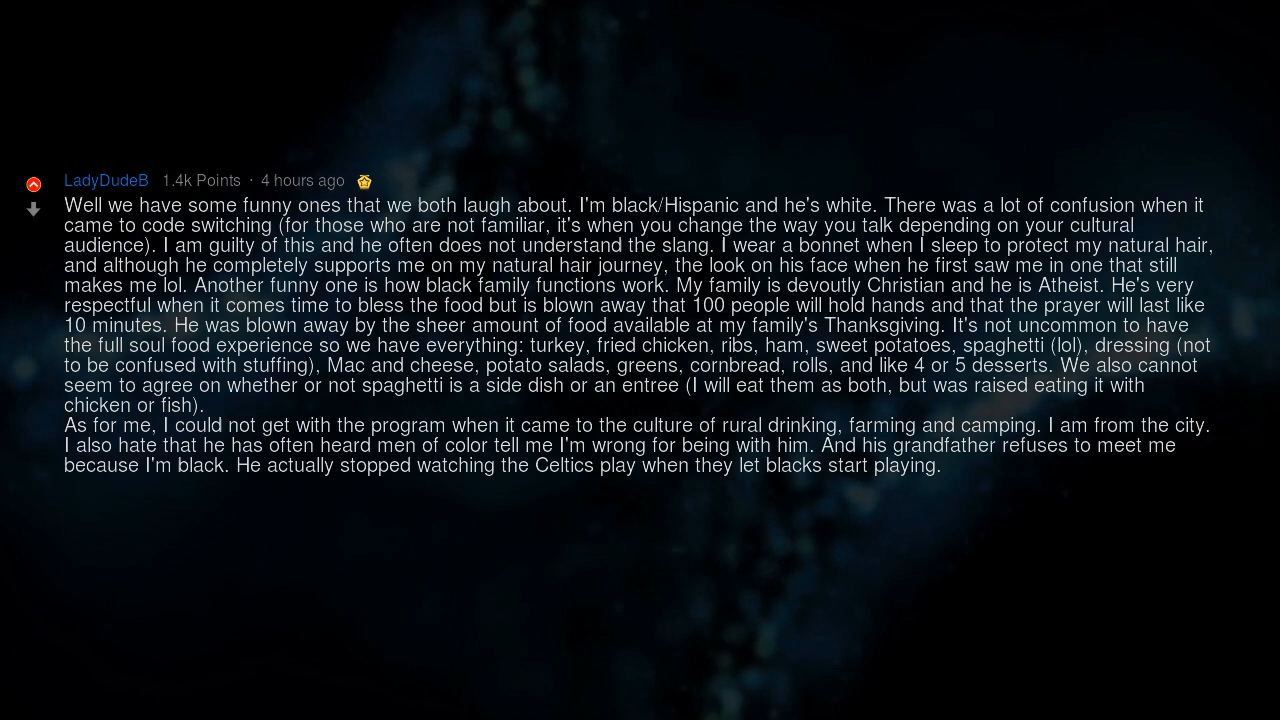 LadyDudeB 1.4k Points · 4 hours ago
Well we have some funny ones that we both laugh about. I'm black/Hispanic and he's white. There was a lot of confusion when it
came to code switching (for those who are not familiar, it's when you change the way you talk depending on your cultural
audience). I am guilty of this and he often does not understand the slang. I wear a bonnet when I sleep to protect my natural hair,
and although he completely supports me on my natural hair journey, the look on his face when he first saw me in one that still
makes me lol. Another funny one is how black family functions work. My family is devoutly Christian and he is Atheist. He's very
respectful when it comes time to bless the food but is blown away that 100 people will hold hands and that the prayer will last like
10 minutes. He was blown away by the sheer amount of food available at my family's Thanksgiving. It's not uncommon to have
the full soul food experience so we have everything: turkey, fried chicken, ribs, ham, sweet potatoes, spaghetti (lol), dressing (not
to be confused with stuffing), Mac and cheese, potato salads, greens, cornbread, rolls, and like 4 or 5 desserts. We also cannot
seem to agree on whether or not spaghetti is a side dish or an entree (I will eat them as both, but was raised eating it with
chicken or fish).
As for me, I could not get with the program when it came to the culture of rural drinking, farming and camping. I am from the city.
I also hate that he has often heard men of color tell me I'm wrong for being with him. And his grandfather refuses to meet me
because I'm black. He actually stopped watching the Celtics play when they let blacks start playing.